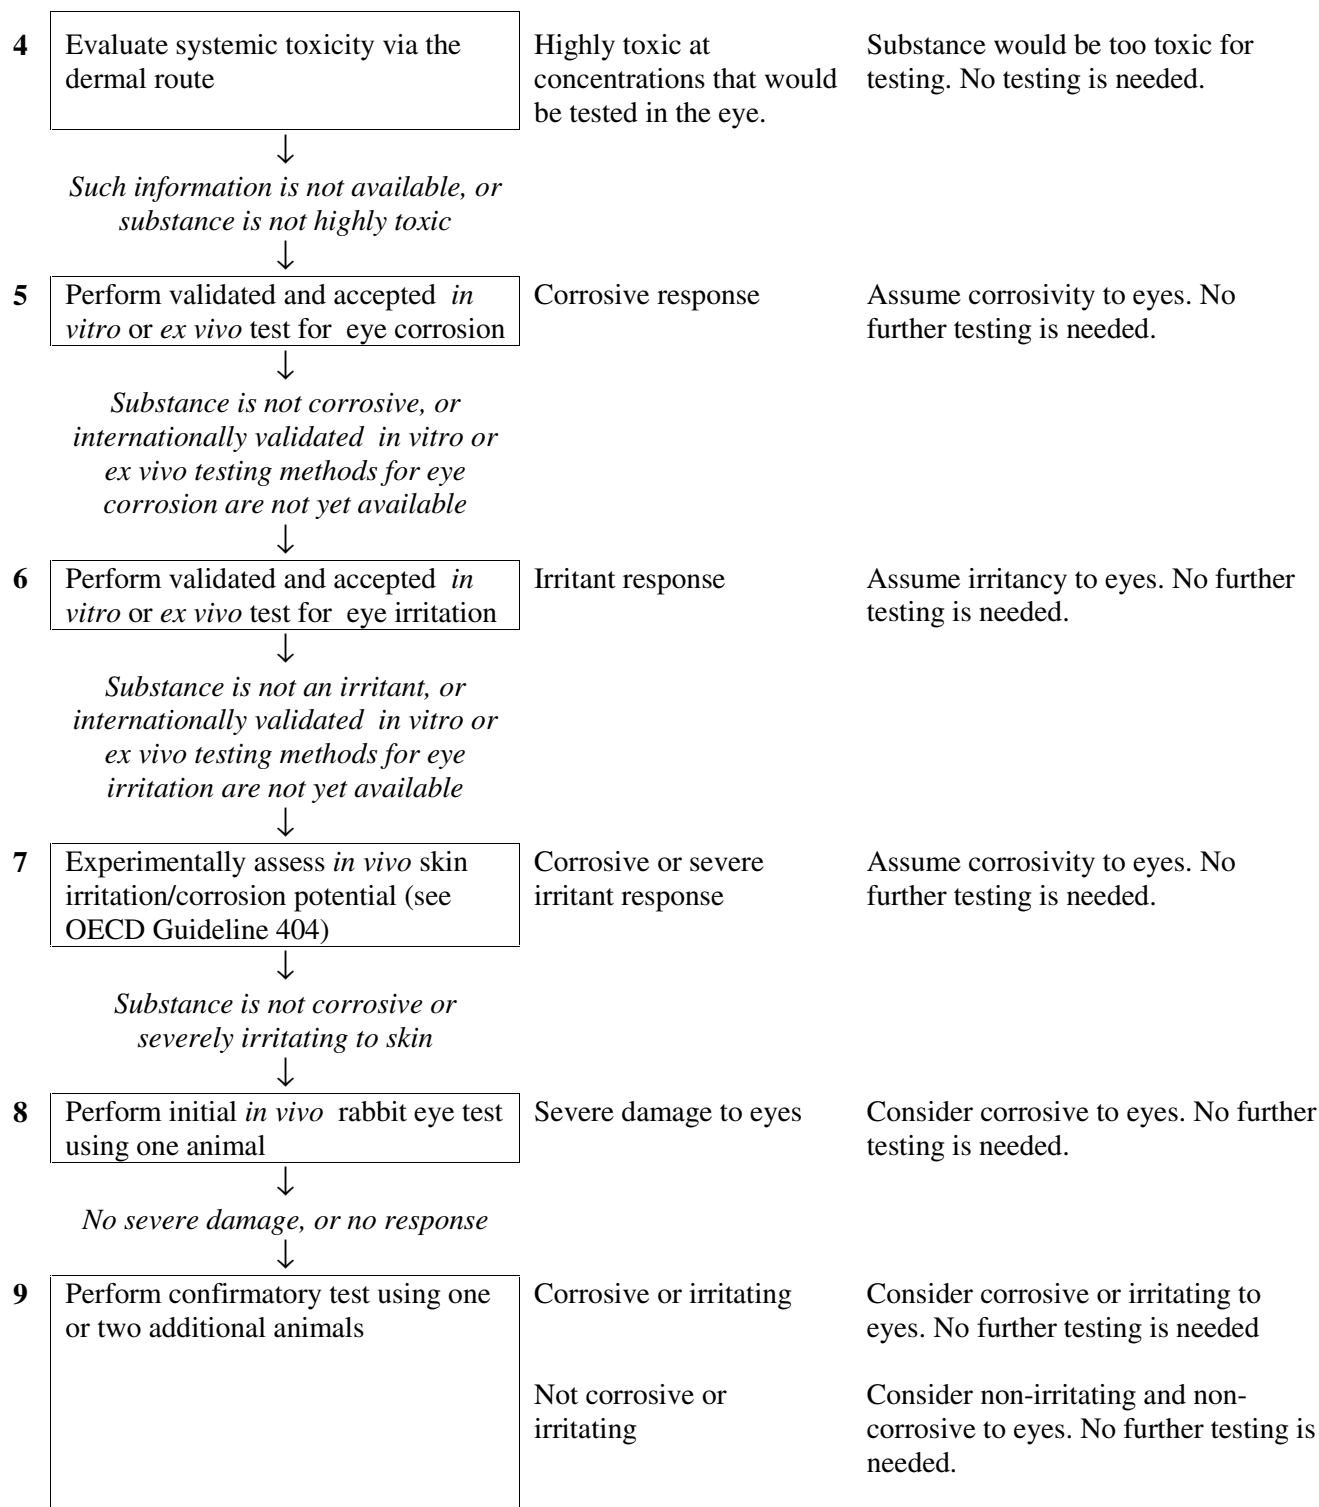 4 Evaluate systemic toxicity via the
dermal route
Highly toxic at
concentrations that would
be tested in the eye.
Substance would be too toxic for
testing. No testing is needed.
↓
Such information is not available, or
substance is not highly toxic
↓
5 Perform validated and accepted in
vitro or ex vivo test for eye corrosion
Corrosive response
Assume corrosivity to eyes. No
further testing is needed.
↓
Substance is not corrosive, or
internally validated in vitro or
ex vivo testing methods for eye
corrosion are not yet available
↓
6 Perform validated and accepted in
vitro or ex vivo test for eye irritation
Irritant response
Assume irritancy to eyes. No further
testing is needed.
↓
Substance is not an irritant, or
internationally validated in vitro or
ex vivo testing methods for eye
irritation are not yet available
↓
7 Experimentally assess in vivo skin
irritation/corrosion potential (see
OECD Guideline 404)
Corrosive or severe
irritant response
Assume corrosivity to eyes. No
further testing is needed.
↓
Substance is not corrosive or
severely irritating to skin
↓
8 Perform initial in vivo rabbit eye test
using one animal
Severe damage to eyes
Consider corrosive to eyes. No further
testing is needed.
↓
No severe damage, or no response
↓
9 Perform confirmatory test using one
or two additional animals
Corrosive or irritating
Consider corrosive or irritating to
eyes. No further testing is needed
Not corrosive or
irritating
Consider non-irritating and non-
corrosive to eyes. No further testing is
needed.